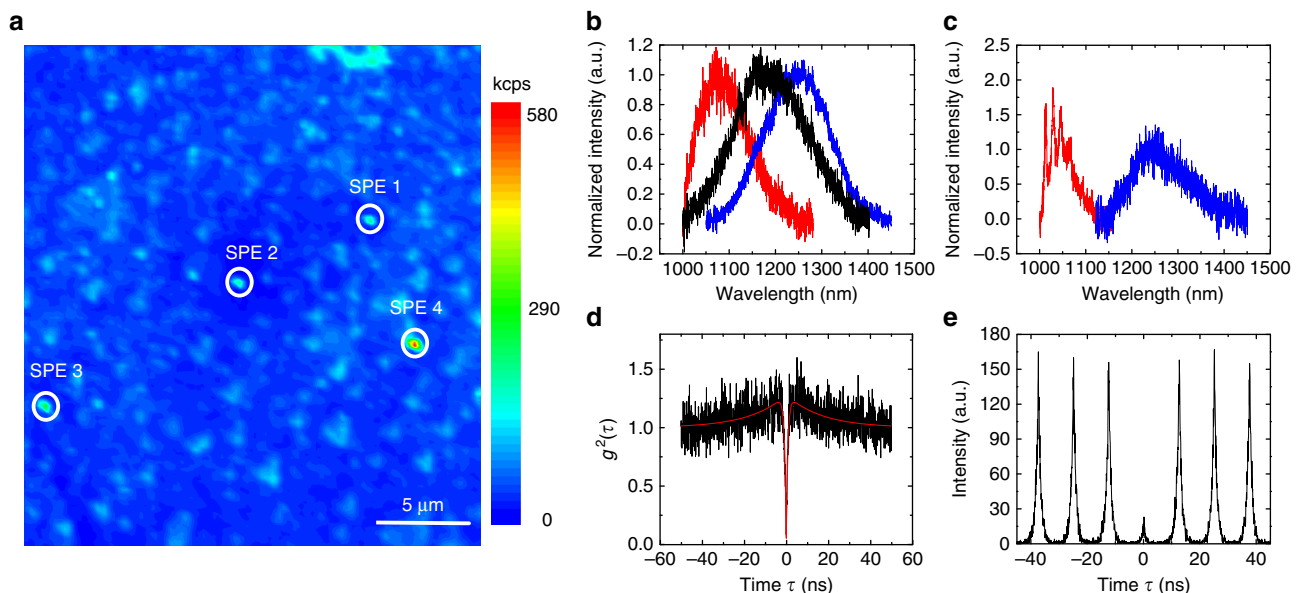 a
kcps
580
290
0
SPE 1
SPE 2
SPE 4
SPE 3
5 μm
b
Normalized intensity (a.u.)
1.2
1.0
0.8
0.6
0.4
0.2
0.0
−0.2
1000 1100 1200 1300 1400 1500
Wavelength (nm)
c
Normalized intensity (a.u.)
2.5
2.0
1.5
1.0
0.5
0.0
−0.5
1000 1100 1200 1300 1400 1500
Wavelength (nm)
d
g²(τ)
1.5
1.0
0.5
0.0
−60 −40 −20 0 20 40 60
Time τ (ns)
e
Intensity (a.u.)
180
150
120
90
60
30
0
−40 −20 0 20 40
Time τ (ns)